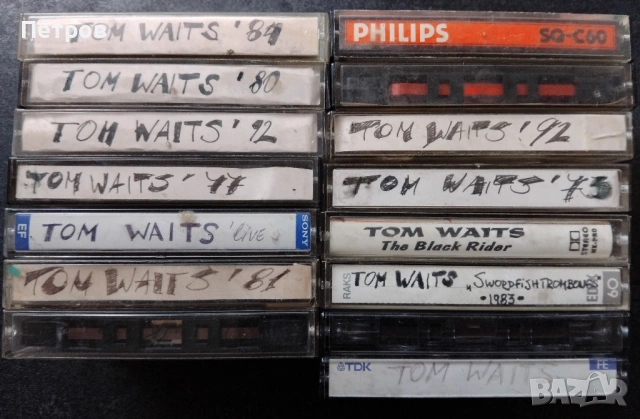 Петров
TOM WAITS '84
TOM WAITS '80
TOM WAITS '92
TOM WAITS '77
EF TOM WAITS 'live SONY
TOM WAITS '81
PHILIPS SQ-C60
TOM WAITS '92
TOM WAITS '73
TOM WAITS
The Black Rider
STEREO
RAKS TOM WAITS „SWORDFISHTROMBONES"
-1983-
60
TDK TOM WAITS
BAZAR